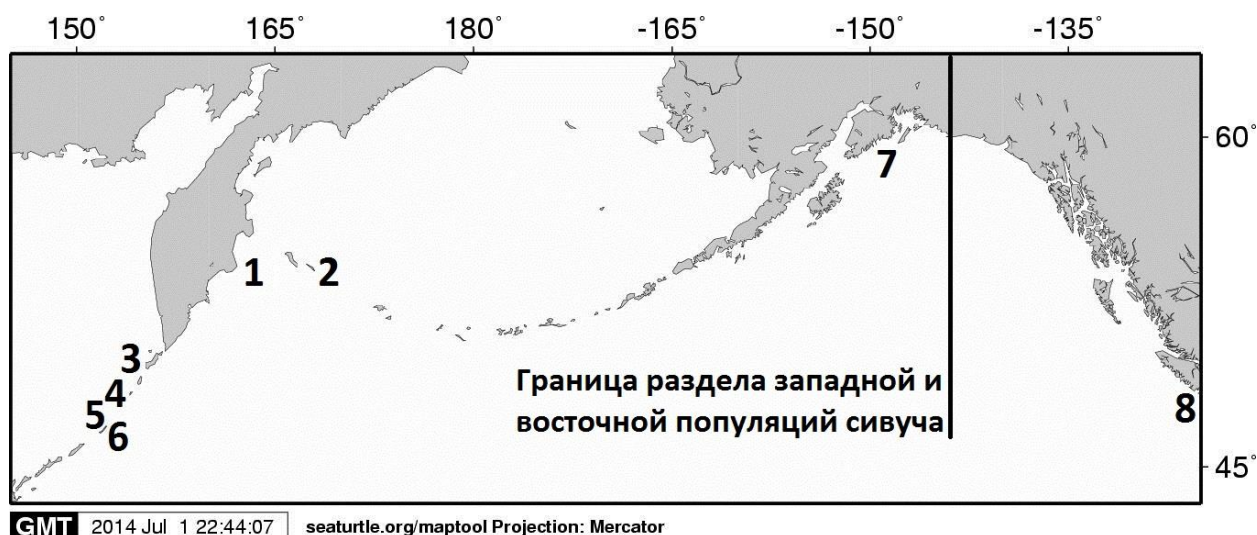 150° 165° 180° -165° -150° -135°
60°
7
1 2
3
4
5
6
Граница раздела западной и
восточной популяций сивуча
8
45°
GMT 2014 Jul 1 22:44:07 seaturtle.org/maptool Projection: Mercator